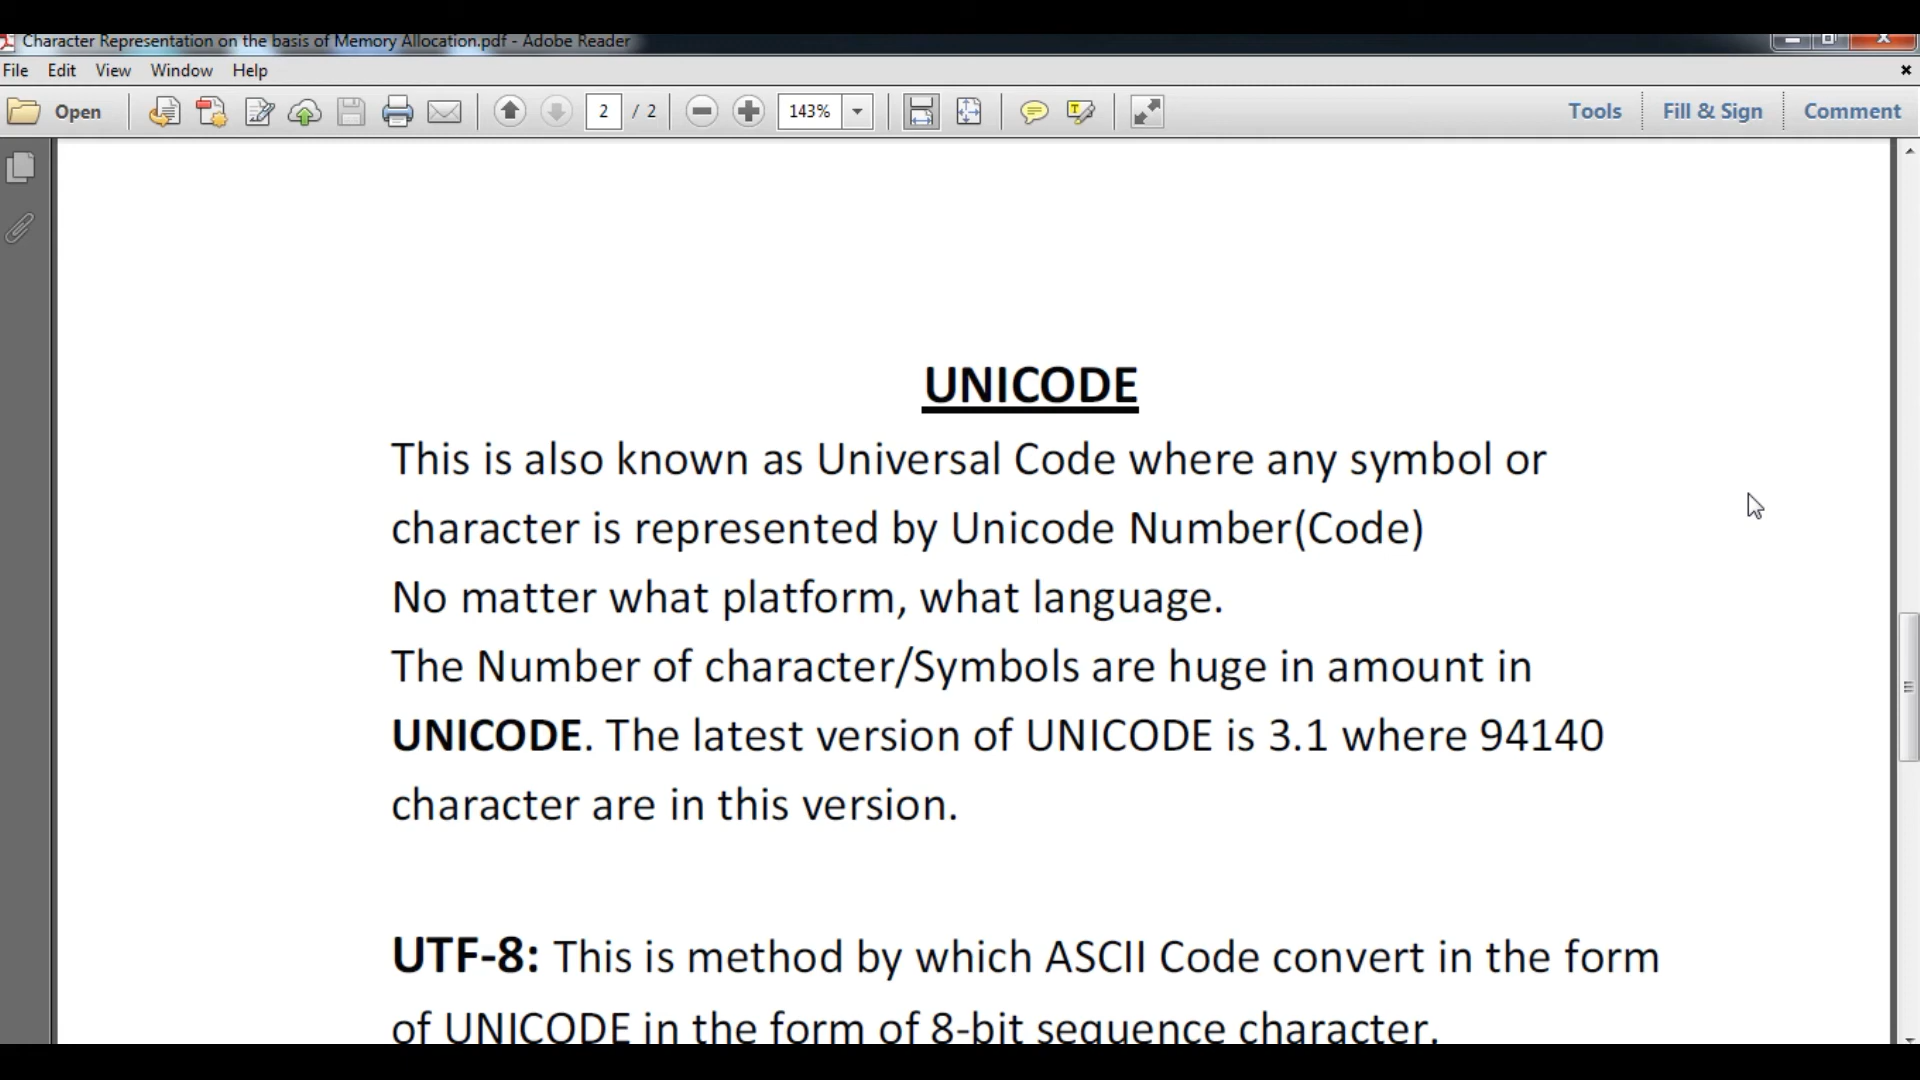 Character Representation on the basis of Memory Allocation.pdf - Adobe Reader
File Edit View Window Help
Open 2 / 2 143% Tools Fill & Sign Comment
UNICODE
This is also known as Universal Code where any symbol or
character is represented by Unicode Number(Code)
No matter what platform, what language.
The Number of character/Symbols are huge in amount in
UNICODE. The latest version of UNICODE is 3.1 where 94140
character are in this version.
UTF-8: This is method by which ASCII Code convert in the form
of UNICODE in the form of 8-bit sequence character.